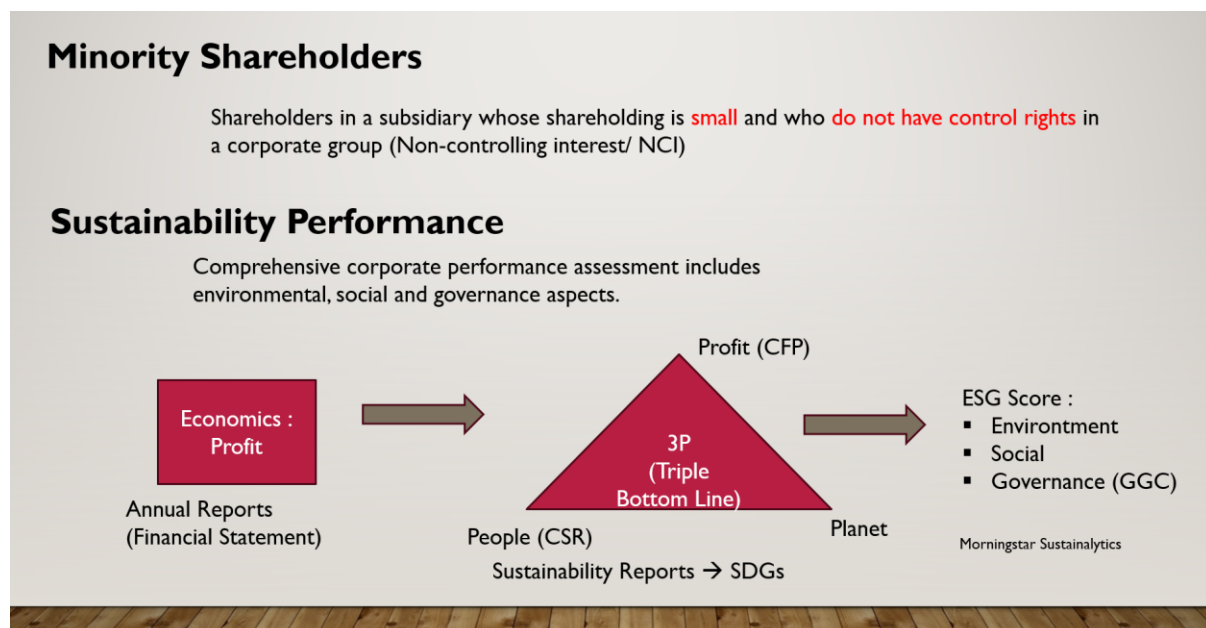 Minority Shareholders
Shareholders in a subsidiary whose shareholding is small and who do not have control rights in
a corporate group (Non-controlling interest/ NCI)
Sustainability Performance
Comprehensive corporate performance assessment includes
environmental, social and governance aspects.
Economics :
Profit
Annual Reports
(Financial Statement)
Profit (CFP)
3P
(Triple
Bottom Line)
People (CSR)
Planet
Sustainability Reports → SDGs
ESG Score :
▪ Environtment
▪ Social
▪ Governance (GGC)
Morningstar Sustainalytics